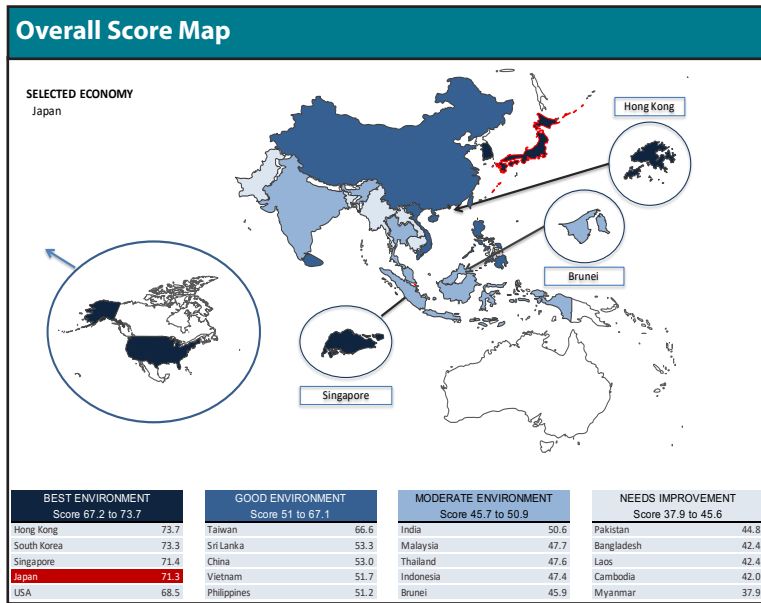 Overall Score Map
SELECTED ECONOMY
Japan
Hong Kong
Brunei
Singapore
BEST ENVIRONMENT
Score 67.2 to 73.7
Hong Kong 73.7
South Korea 73.3
Singapore 71.4
Japan 71.3
USA 68.5
GOOD ENVIRONMENT
Score 51 to 67.1
Taiwan 66.6
Sri Lanka 53.3
China 53.0
Vietnam 51.7
Philippines 51.2
MODERATE ENVIRONMENT
Score 45.7 to 50.9
India 50.6
Malaysia 47.7
Thailand 47.6
Indonesia 47.4
Brunei 45.9
NEEDS IMPROVEMENT
Score 37.9 to 45.6
Pakistan 44.8
Bangladesh 42.4
Laos 42.4
Cambodia 42.0
Myanmar 37.9